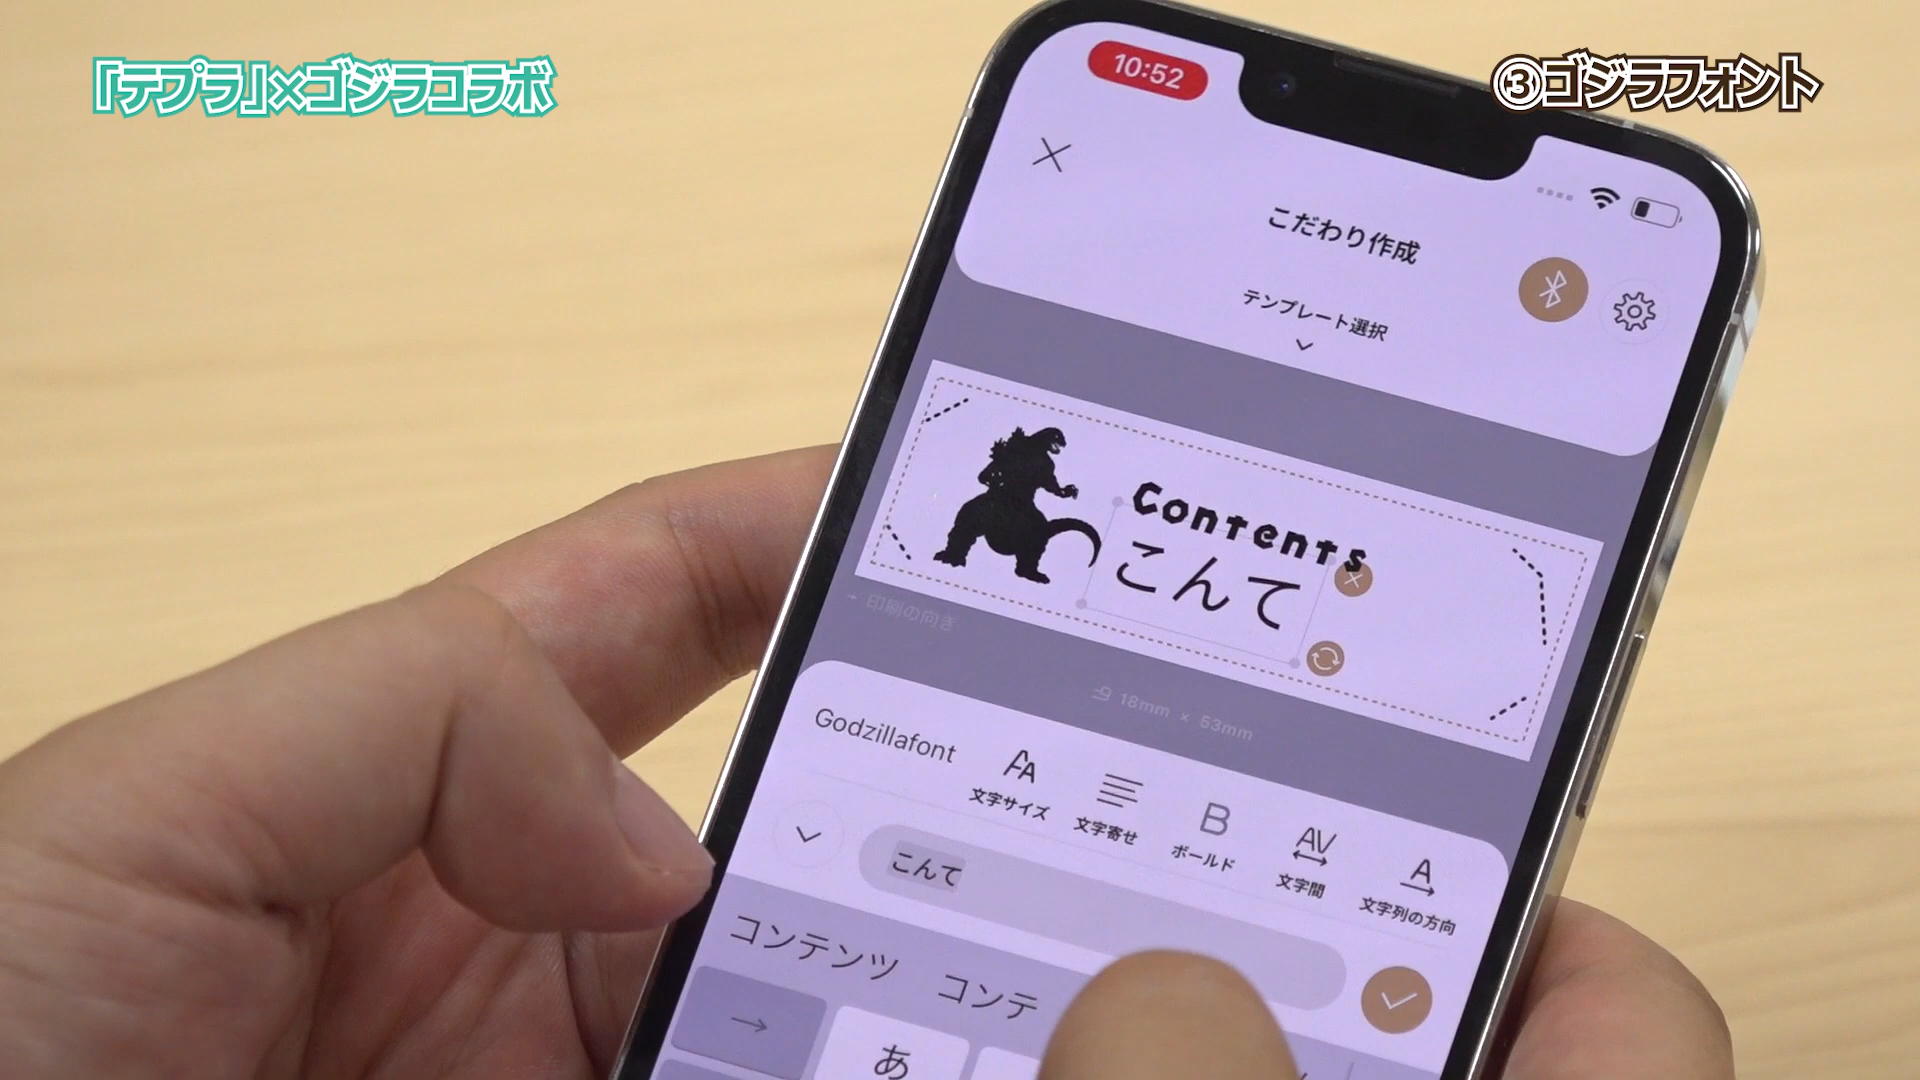 「テプラ」×ゴジラコラボ
③ゴジラフォント
10:52
こだわり作成
テンプレート選択
Contents
こんて
印刷の向き
18mm × 53mm
Godzillafont
文字サイズ
文字寄せ
B
ボールド
AV
文字間
A
文字列の方向
こんて
コンテンツ コンテ
→
あ